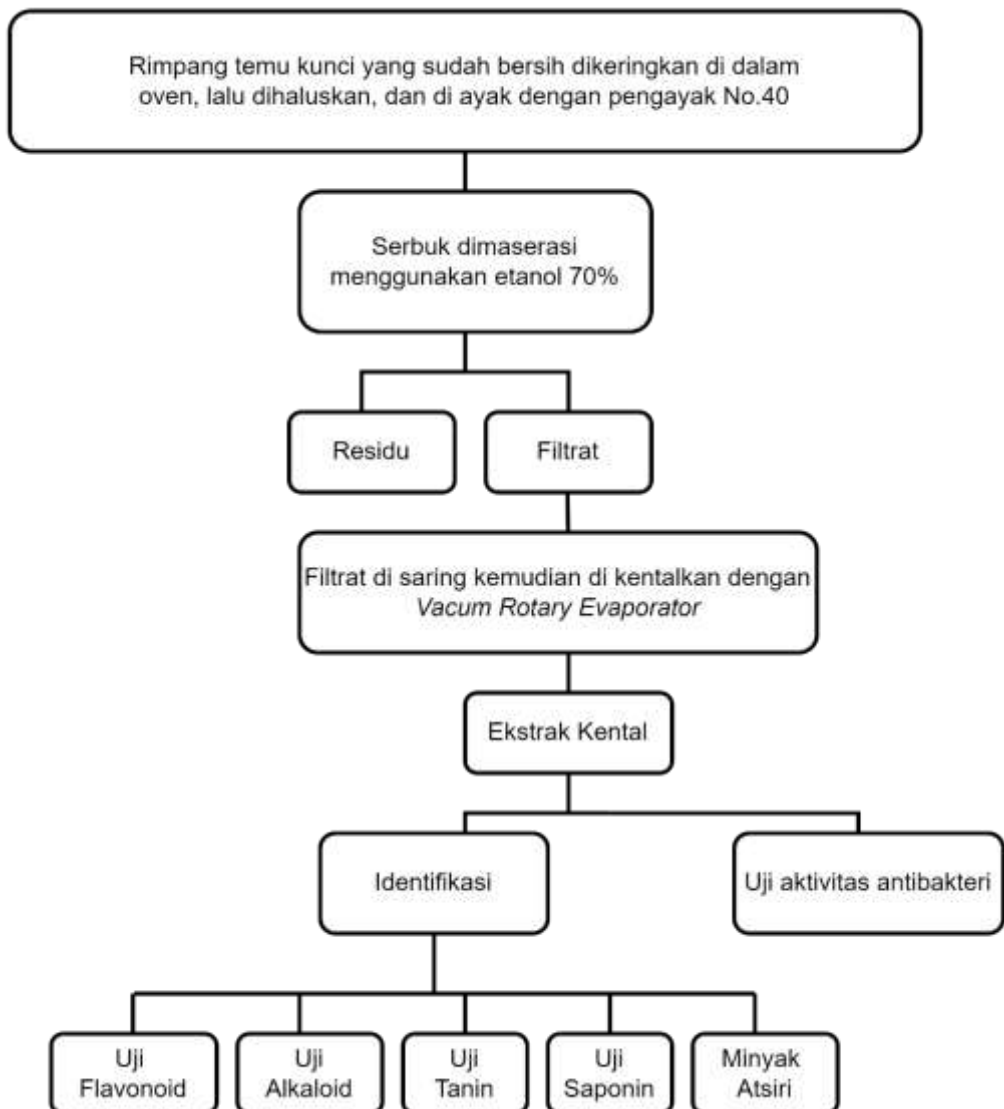 Rimpang temu kunci yang sudah bersih dikeringkan di dalam
oven, lalu dihaluskan, dan di ayak dengan pengayak No.40
Serbuk dimaserasi
menggunakan etanol 70%
Residu
Filtrat
Filtrat di saring kemudian di kentalkan dengan
Vacum Rotary Evaporator
Ekstrak Kental
Identifikasi
Uji aktivitas antibakteri
Uji
Flavonoid
Uji
Alkaloid
Uji
Tanin
Uji
Saponin
Minyak
Atsiri